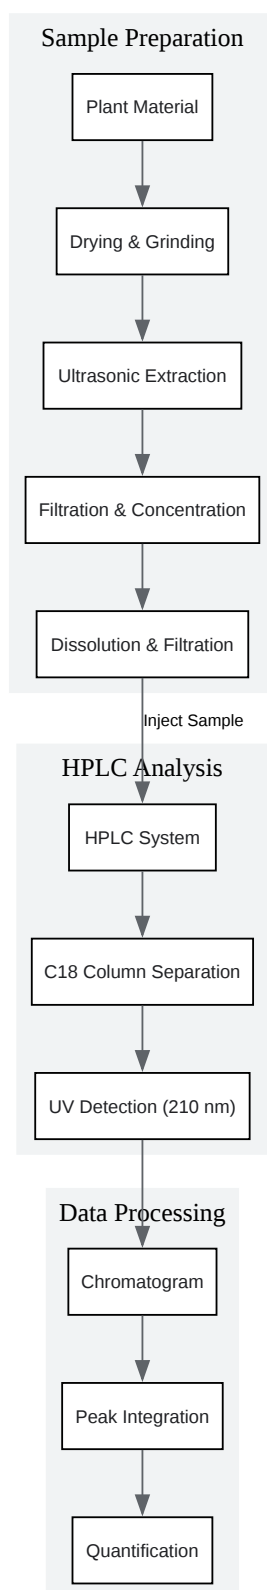 Sample Preparation
Plant Material
Drying & Grinding
Ultrasonic Extraction
Filtration & Concentration
Dissolution & Filtration
Inject Sample
HPLC Analysis
HPLC System
C18 Column Separation
UV Detection (210 nm)
Data Processing
Chromatogram
Peak Integration
Quantification